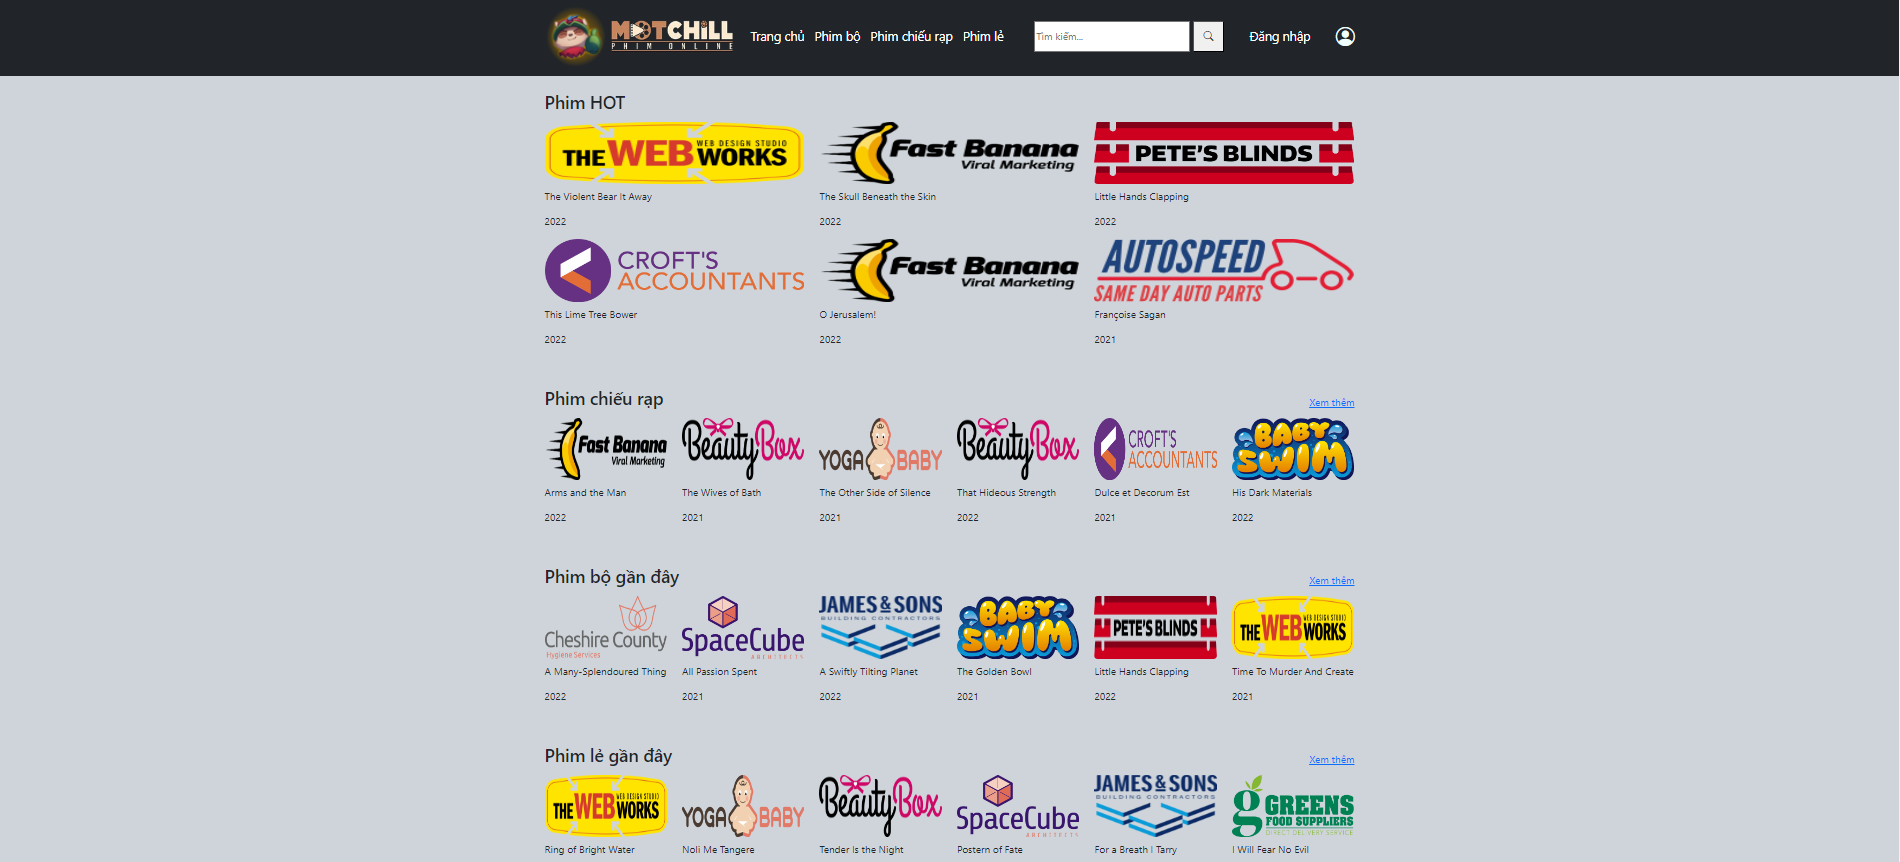 MOTCHILL
PHIM ONLINE
Trang chủ Phim bộ Phim chiếu rạp Phim lẻ
Tìm kiếm...
Đăng nhập
Phim HOT
WEB DESIGN STUDIO
THE WEB WORKS
Fast Banana
Viral Marketing
PETE'S BLINDS
The Violent Bear It Away
The Skull Beneath the Skin
Little Hands Clapping
2022
2022
2022
CROFT'S
ACCOUNTANTS
Fast Banana
Viral Marketing
AUTOSPEED
SAME DAY AUTO PARTS
This Lime Tree Bower
O Jerusalem!
Françoise Sagan
2022
2022
2021
Phim chiếu rạp
Xem thêm
Fast Banana
Viral Marketing
BeautyBox
YOGA BABY
BeautyBox
CROFT'S
ACCOUNTANTS
BABY
SWIM
Arms and the Man
The Wives of Bath
The Other Side of Silence
That Hideous Strength
Dulce et Decorum Est
His Dark Materials
2022
2021
2021
2022
2021
2022
Phim bộ gần đây
Xem thêm
Cheshire County
Hygiene Services
SpaceCube
ARCHITECTS
JAMES & SONS
BUILDING CONTRACTORS
BABY
SWIM
PETE'S BLINDS
WEB DESIGN STUDIO
THE WEB WORKS
A Many-Splendoured Thing
All Passion Spent
A Swiftly Tilting Planet
The Golden Bowl
Little Hands Clapping
Time To Murder And Create
2022
2021
2022
2021
2022
2021
Phim lẻ gần đây
Xem thêm
WEB DESIGN STUDIO
THE WEB WORKS
YOGA BABY
BeautyBox
SpaceCube
ARCHITECTS
JAMES & SONS
BUILDING CONTRACTORS
g GREENS
FOOD SUPPLIERS
DIRECT DELIVERY SERVICE
Ring of Bright Water
Noli Me Tangere
Tender Is the Night
Postern of Fate
For a Breath I Tarry
I Will Fear No Evil